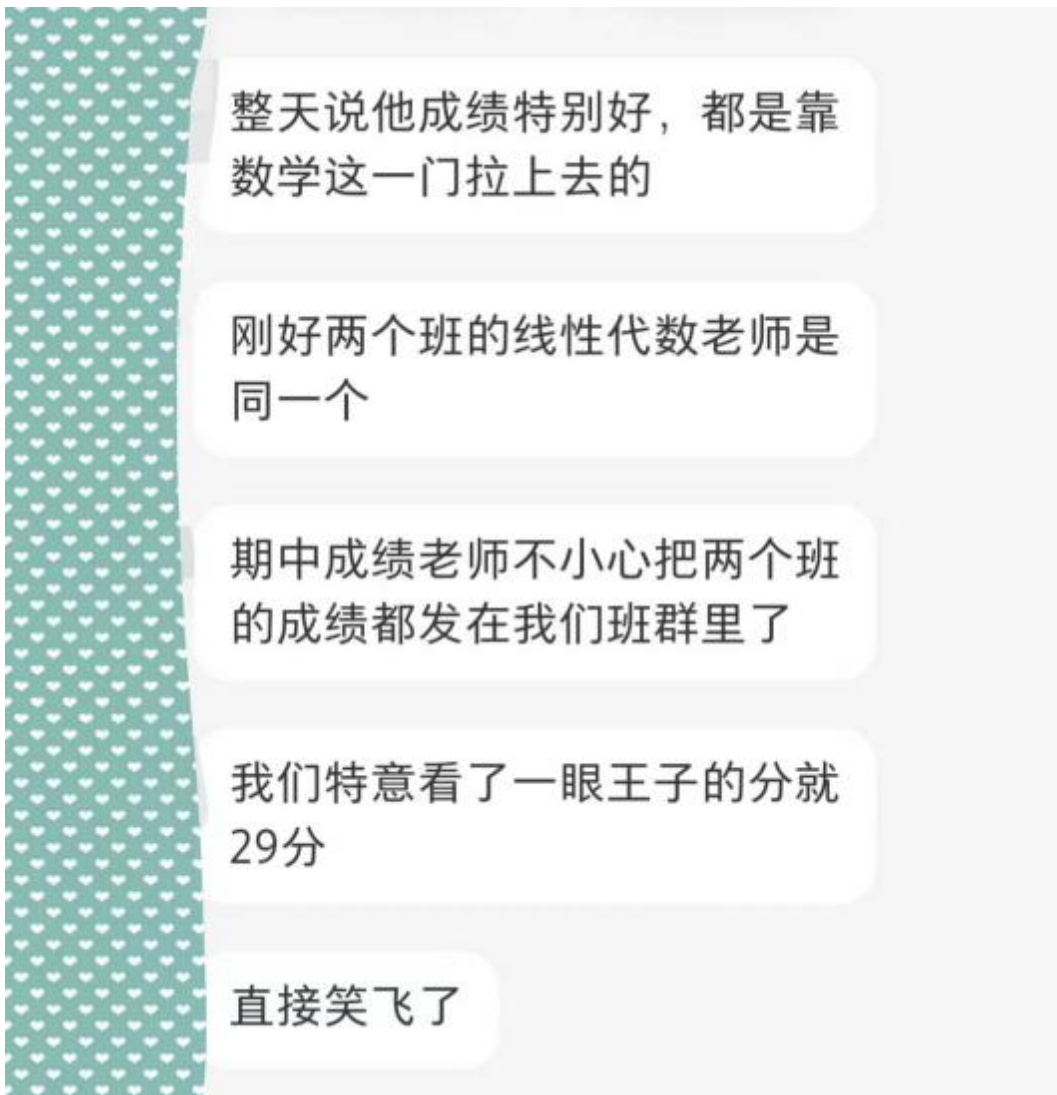 整天说他成绩特别好，都是靠
数学这一门拉上去的
刚好两个班的线性代数老师是
同一个
期中成绩老师不小心把两个班
的成绩都发在我们班群里了
我们特意看了一眼王子的分就
29分
直接笑飞了